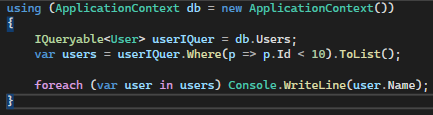 using (ApplicationContext db = new ApplicationContext())
{
    IQueryable<User> userIQuer = db.Users;
    var users = userIQuer.Where(p => p.Id < 10).ToList();
    foreach (var user in users) Console.WriteLine(user.Name);
}